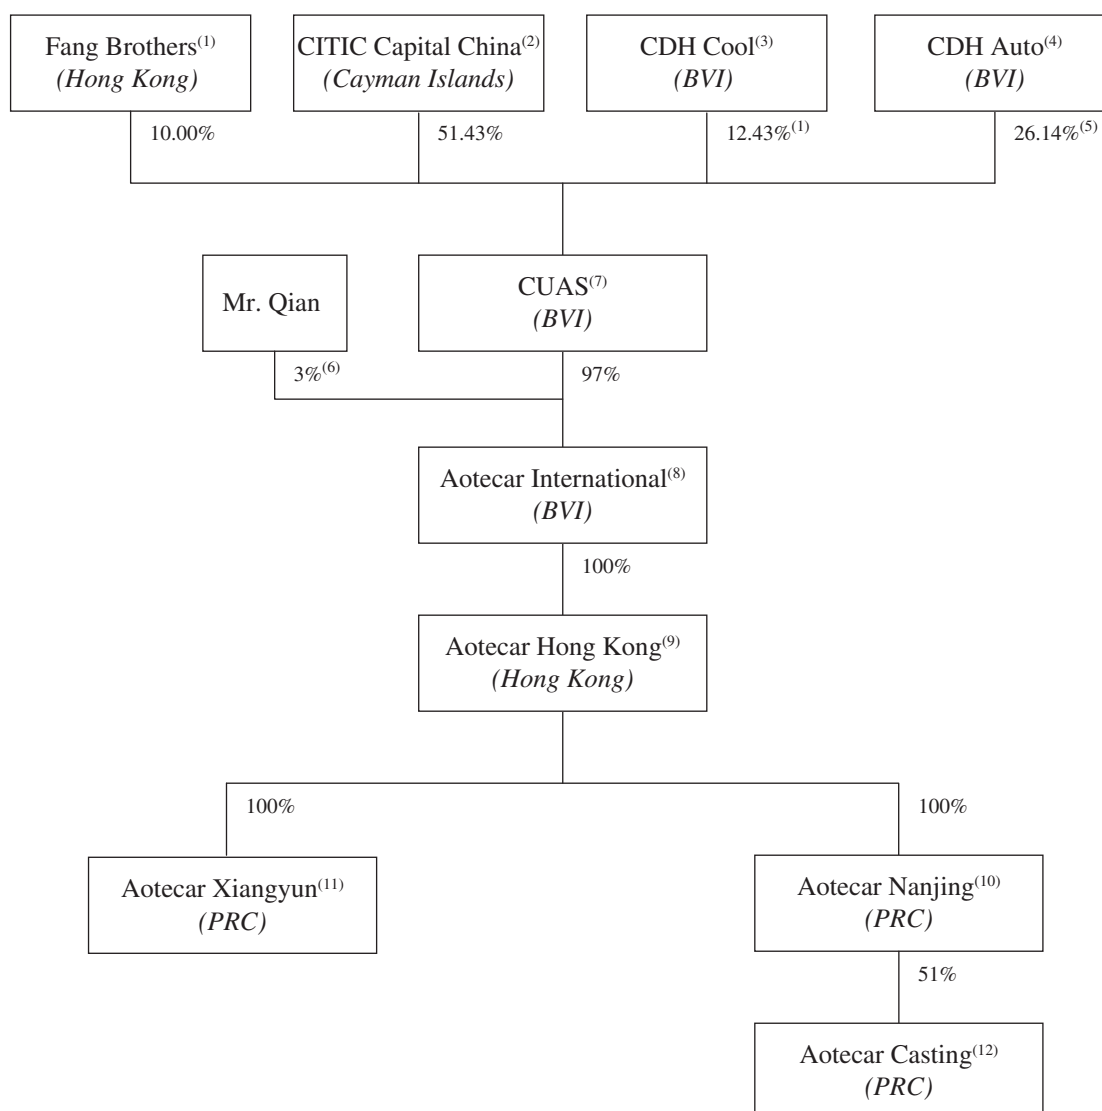 Fang Brothers(1)
(Hong Kong)
CITIC Capital China(2)
(Cayman Islands)
CDH Cool(3)
(BVI)
CDH Auto(4)
(BVI)
10.00%
51.43%
12.43%(1)
26.14%(5)
Mr. Qian
CUAS(7)
(BVI)
3%(6)
97%
Aotecar International(8)
(BVI)
100%
Aotecar Hong Kong(9)
(Hong Kong)
100%
100%
Aotecar Xiangyun(11)
(PRC)
Aotecar Nanjing(10)
(PRC)
51%
Aotecar Casting(12)
(PRC)